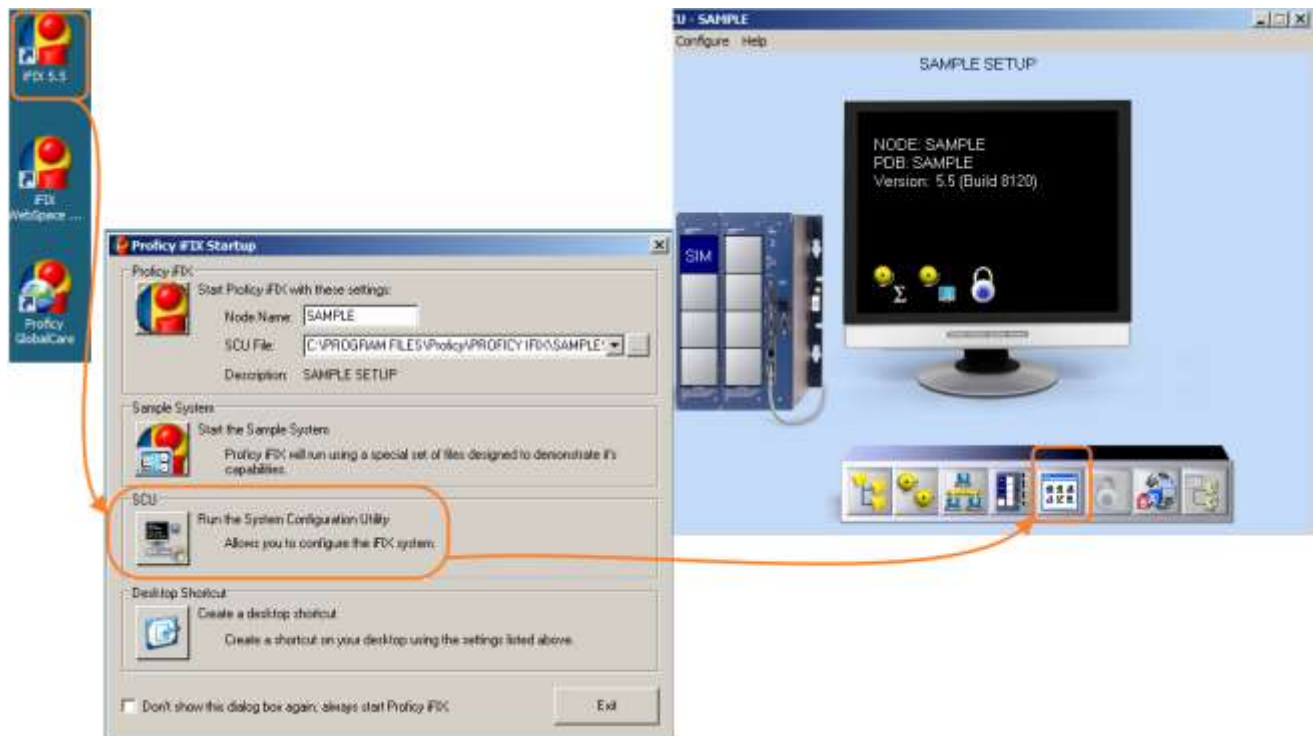 iFIX 5.5
iFIX
WebSpace ...
Proficy
GlobalCare
Proficy iFIX Startup
Proficy iFIX
Start Proficy iFIX with these settings:
Node Name: SAMPLE
SCU File: C:\PROGRAM FILES\Proficy\PROFICY IFIX\SAMPLE\
...
Description: SAMPLE SETUP
Sample System
Start the Sample System
Proficy iFIX will run using a special set of files designed to demonstrate it's
capabilities.
SCU
Run the System Configuration Utility
Allows you to configure the iFIX system.
Desktop Shortcut
Create a desktop shortcut
Create a shortcut on your desktop using the settings listed above.
Don't show this dialog box again; always start Proficy iFIX
Exit
CU - SAMPLE
Configure Help
SAMPLE SETUP
NODE: SAMPLE
PDB: SAMPLE
Version: 5.5 (Build 8120)
Σ
SIM